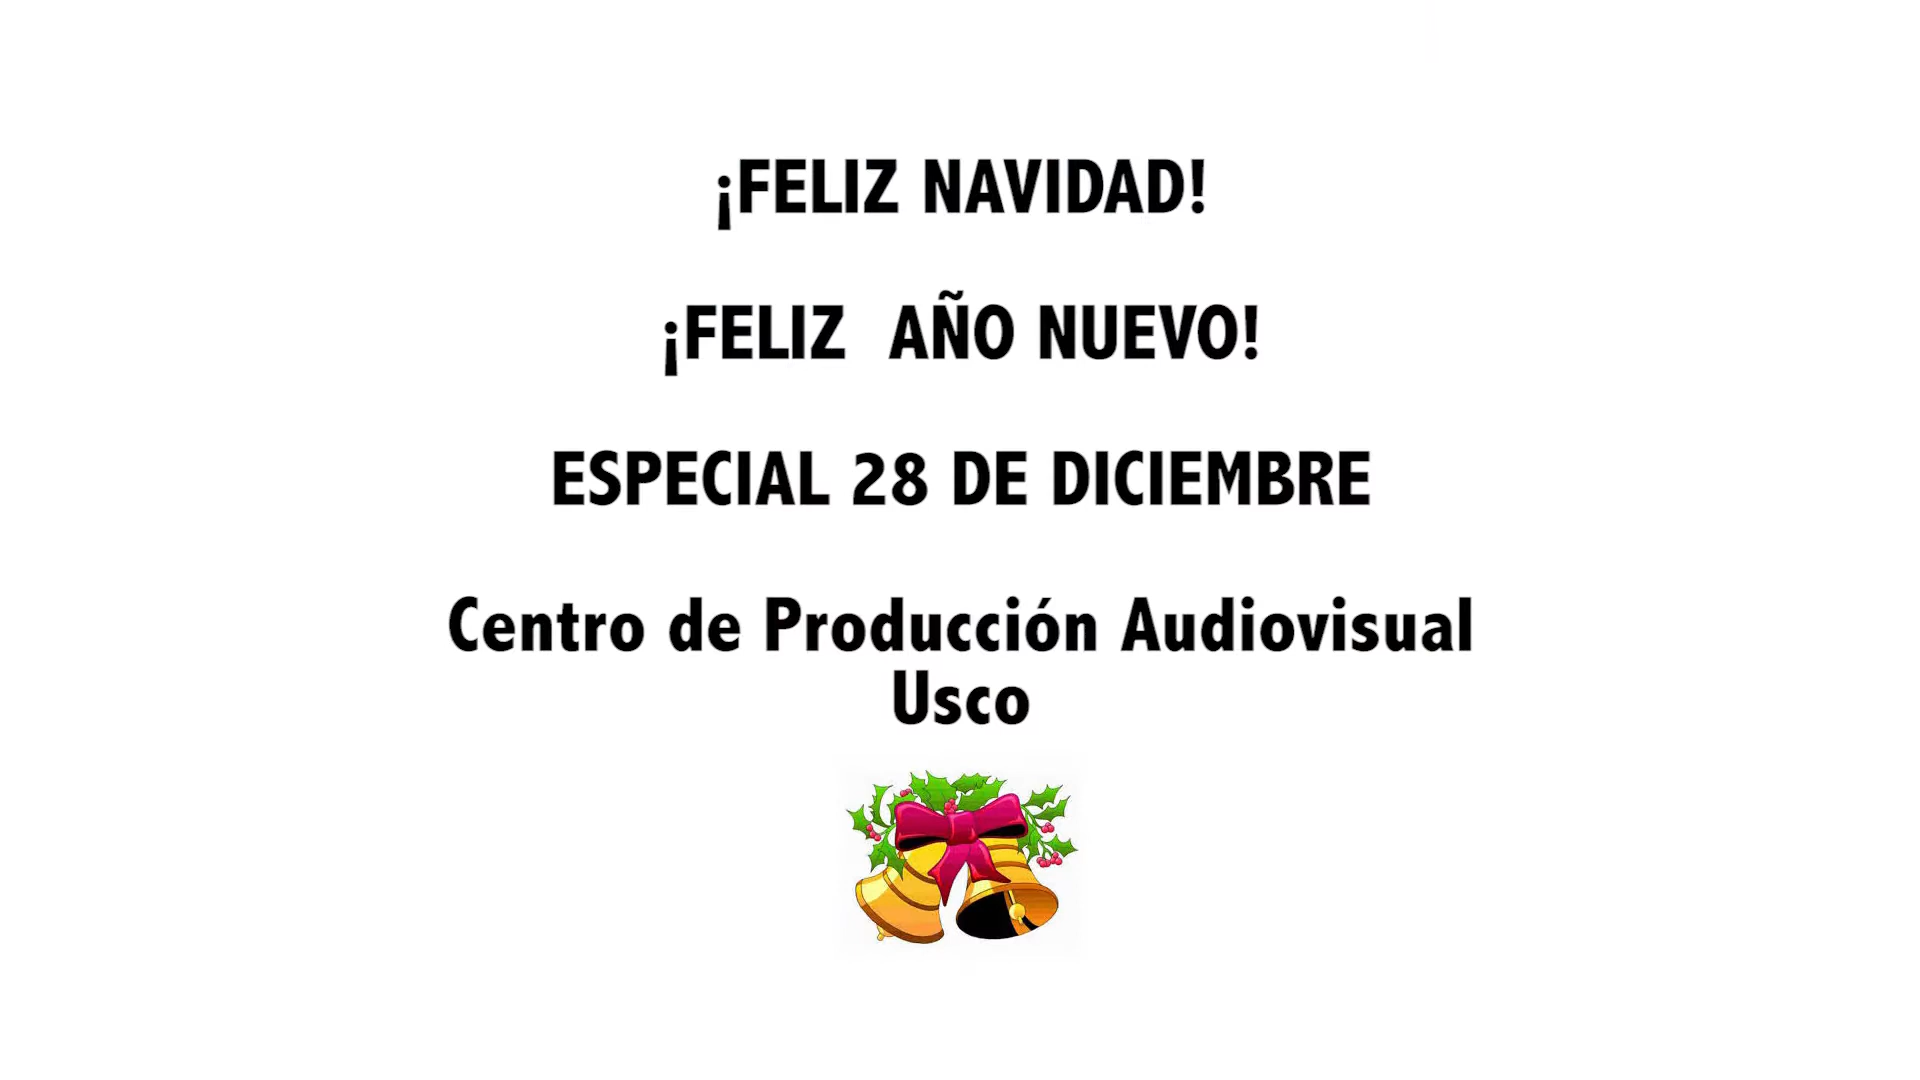 ¡FELIZ NAVIDAD!
¡FELIZ  AÑO NUEVO!
ESPECIAL 28 DE DICIEMBRE
Centro de Producción Audiovisual
Usco